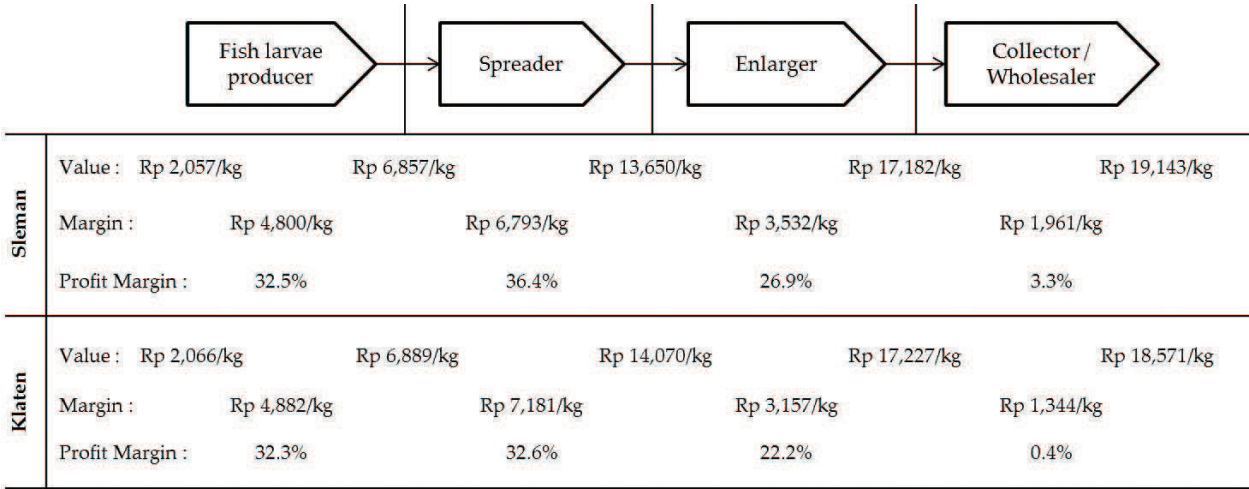 Fish larvae
producer
Spreader
Enlarger
Collector/
Wholesaler
Sleman
Value : Rp 2,057/kg Rp 6,857/kg Rp 13,650/kg Rp 17,182/kg Rp 19,143/kg
Margin : Rp 4,800/kg Rp 6,793/kg Rp 3,532/kg Rp 1,961/kg
Profit Margin : 32.5% 36.4% 26.9% 3.3%
Klaten
Value : Rp 2,066/kg Rp 6,889/kg Rp 14,070/kg Rp 17,227/kg Rp 18,571/kg
Margin : Rp 4,882/kg Rp 7,181/kg Rp 3,157/kg Rp 1,344/kg
Profit Margin : 32.3% 32.6% 22.2% 0.4%